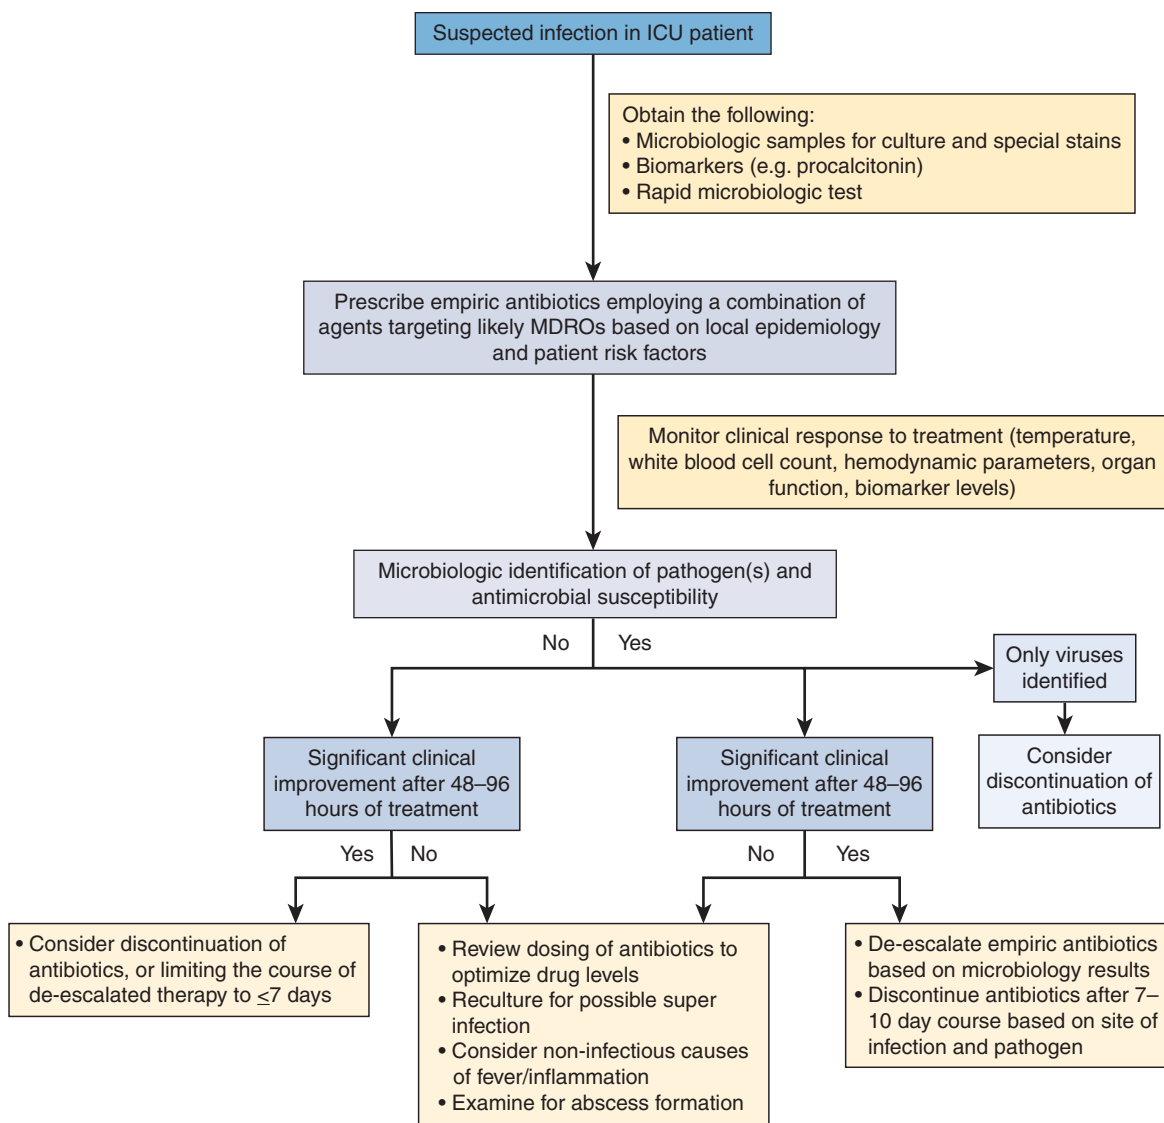 Suspected infection in ICU patient
Obtain the following:
• Microbiologic samples for culture and special stains
• Biomarkers (e.g. procalcitonin)
• Rapid microbiologic test
Prescribe empiric antibiotics employing a combination of
agents targeting likely MDROs based on local epidemiology
and patient risk factors
Monitor clinical response to treatment (temperature,
white blood cell count, hemodynamic parameters, organ
function, biomarker levels)
Microbiologic identification of pathogen(s) and
antimicrobial susceptibility
No
Yes
Only viruses
identified
Consider
discontinuation of
antibiotics
Significant clinical
improvement after 48–96
hours of treatment
Significant clinical
improvement after 48–96
hours of treatment
Yes
No
No
Yes
• Consider discontinuation of
antibiotics, or limiting the course of
de-escalated therapy to ≤7 days
• Review dosing of antibiotics to
optimize drug levels
• Reculture for possible super
infection
• Consider non-infectious causes
of fever/inflammation
• Examine for abscess formation
• De-escalate empiric antibiotics
based on microbiology results
• Discontinue antibiotics after 7–
10 day course based on site of
infection and pathogen